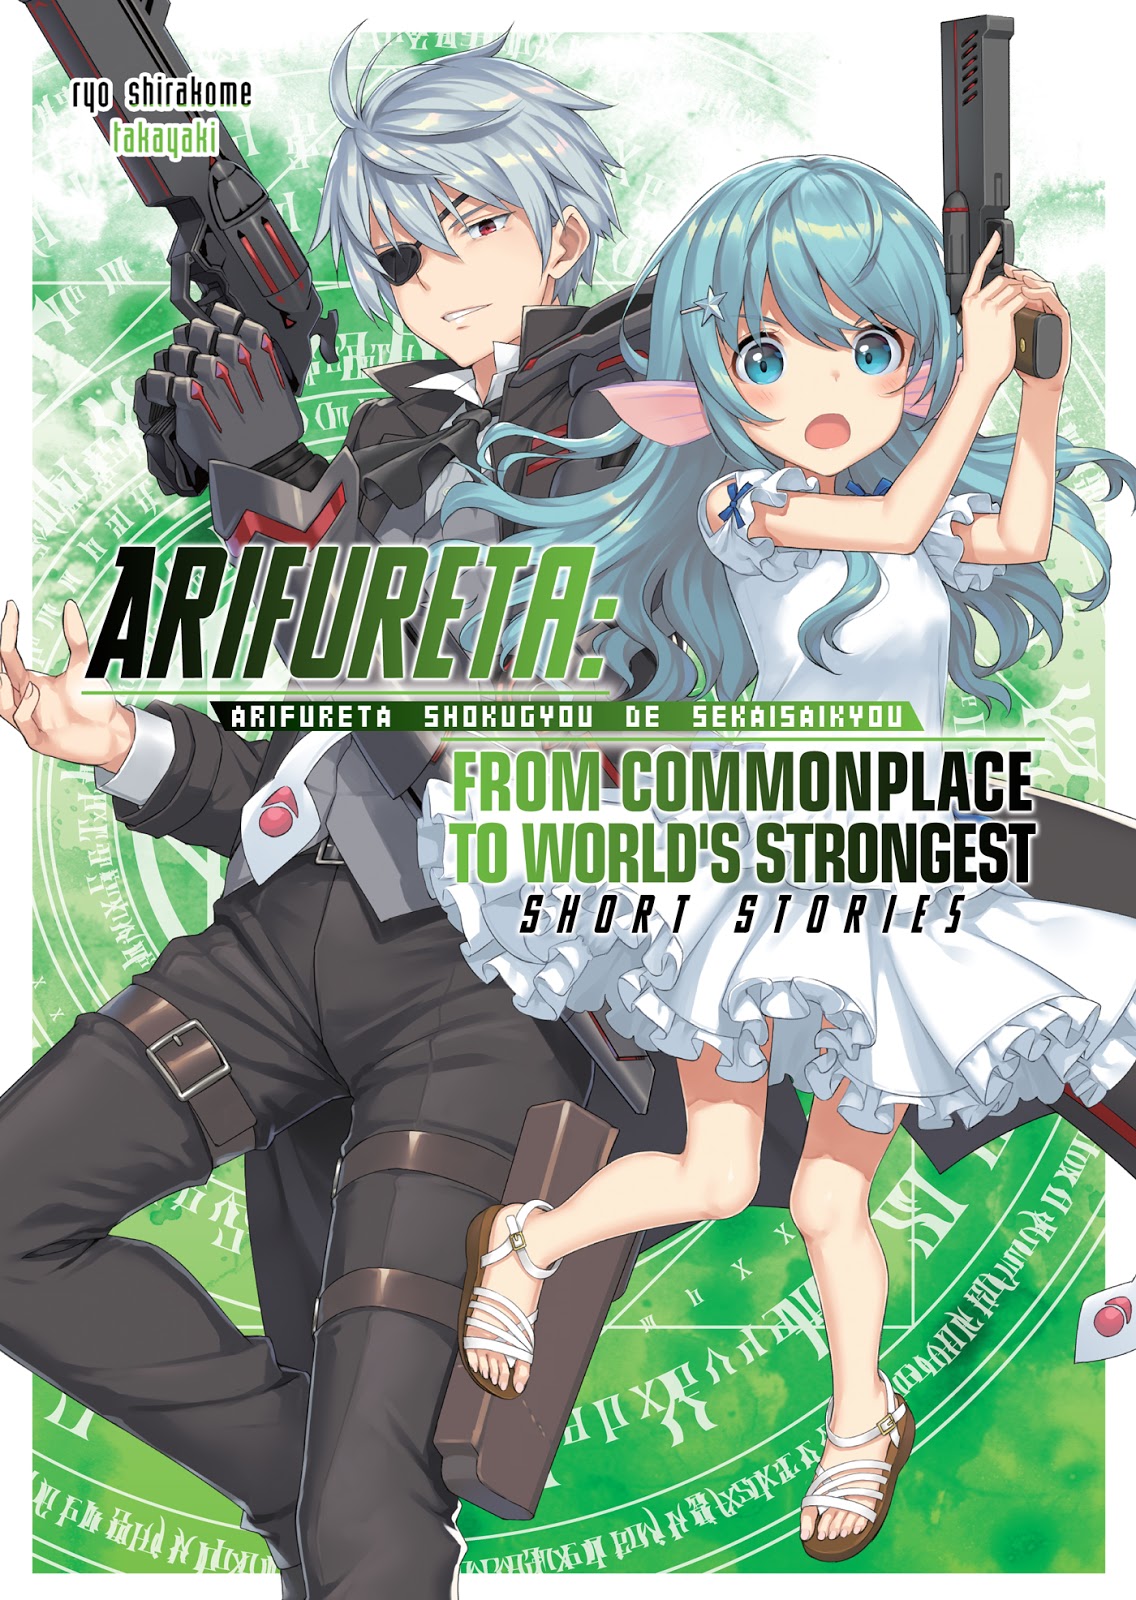 ryo shirakome
takayaki
ARIFURETA:
ARIFURETA SHOKUGYOU DE SEKAISAIKYOU
FROM COMMONPLACE
TO WORLD'S STRONGEST
SHORT STORIES